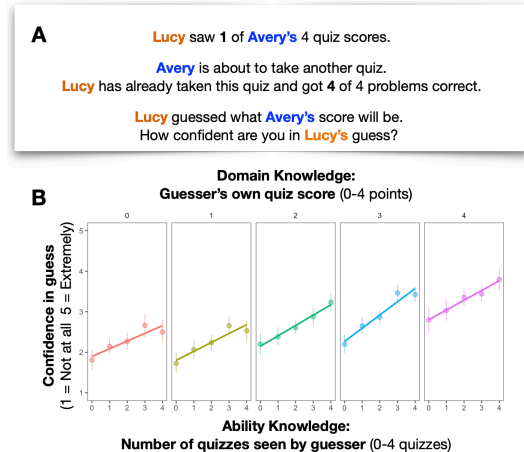 A
Lucy saw 1 of Avery's 4 quiz scores.
Avery is about to take another quiz.
Lucy has already taken this quiz and got 4 of 4 problems correct.
Lucy guessed what Avery's score will be.
How confident are you in Lucy's guess?
B
Domain Knowledge:
Guesser's own quiz score (0-4 points)
0 1 2 3 4
Confidence in guess
(1 = Not at all 5 = Extremely)
5
4
3
2
1
0 1 2 3 4 0 1 2 3 4 0 1 2 3 4 0 1 2 3 4 0 1 2 3 4
Ability Knowledge:
Number of quizzes seen by guesser (0-4 quizzes)